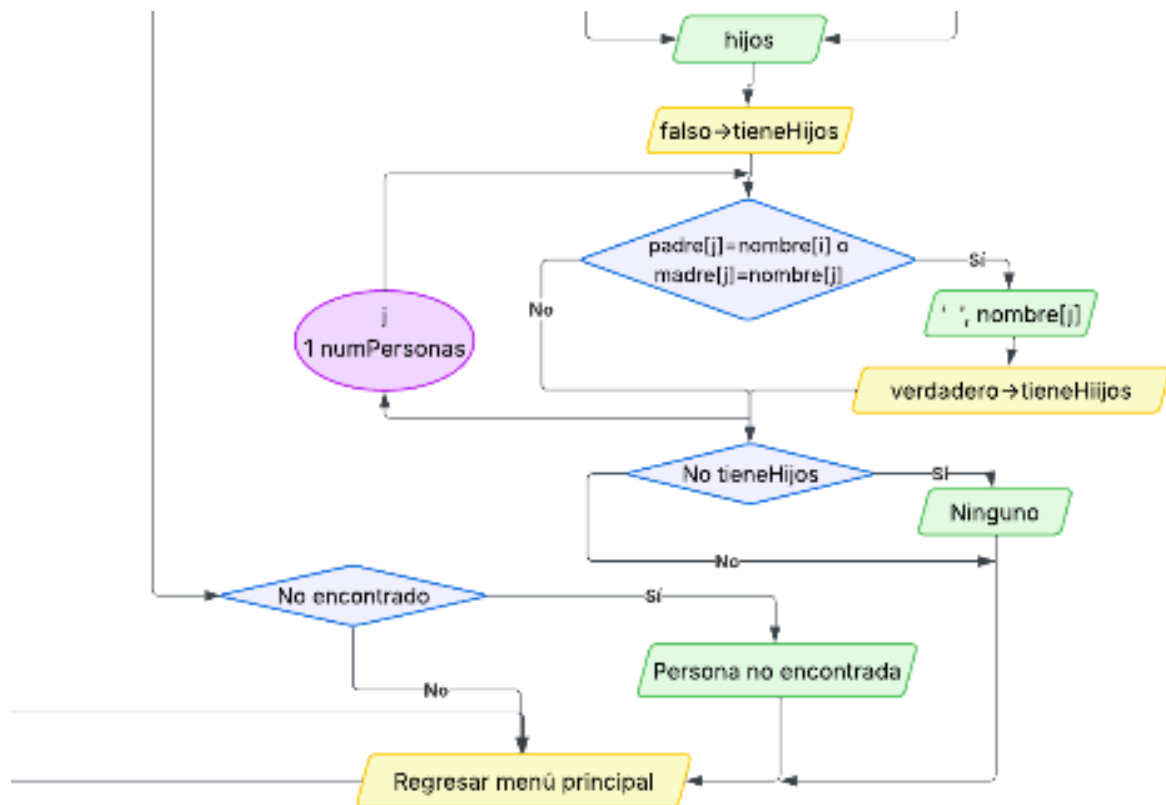 hijos
falso→tieneHijos
padre[j]=nombre[i] o
madre[j]=nombre[j]
Sí
No
' ', nombre[j]
j
1 numPersonas
verdadero→tieneHiijos
No tieneHijos
Sí
Ninguno
No
No encontrado
Sí
Persona no encontrada
No
Regresar menú principal